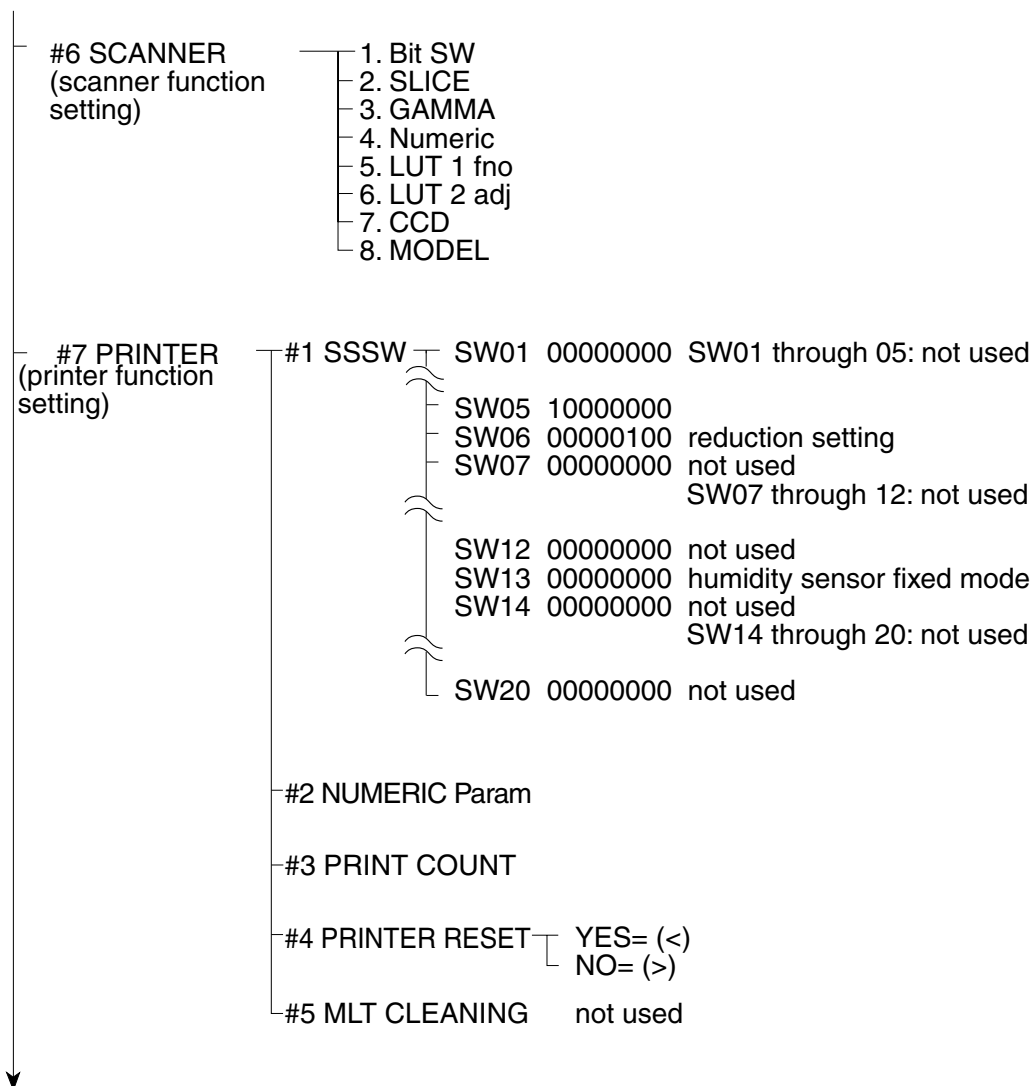 #6 SCANNER
(scanner function
setting)
1. Bit SW
2. SLICE
3. GAMMA
4. Numeric
5. LUT 1 fno
6. LUT 2 adj
7. CCD
8. MODEL
#7 PRINTER
(printer function
setting)
#1 SSSW
SW01 00000000 SW01 through 05: not used
SW05 10000000
SW06 00000100 reduction setting
SW07 00000000 not used
SW07 through 12: not used
SW12 00000000 not used
SW13 00000000 humidity sensor fixed mode
SW14 00000000 not used
SW14 through 20: not used
SW20 00000000 not used
#2 NUMERIC Param
#3 PRINT COUNT
#4 PRINTER RESET
YES= (<)
NO= (>)
#5 MLT CLEANING not used